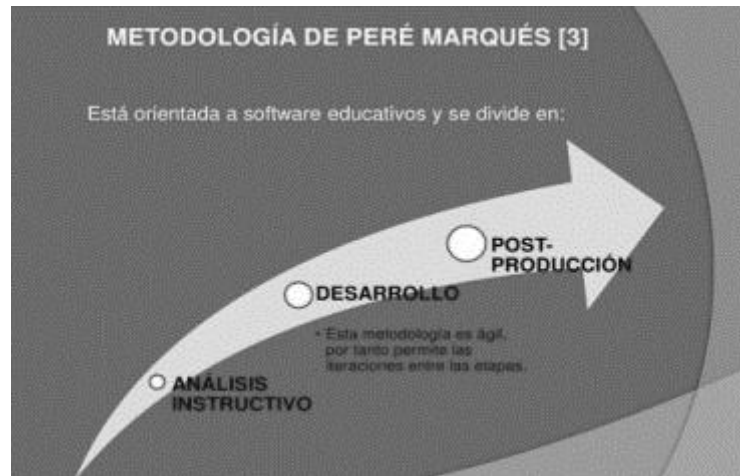 METODOLOGÍA DE PERÉ MARQUÉS [3]
Está orientada a software educativos y se divide en:
POST-
PRODUCCIÓN
DESARROLLO
• Esta metodología es ágil,
por tanto permite las
iteraciones entre las etapas.
ANÁLISIS
INSTRUCTIVO